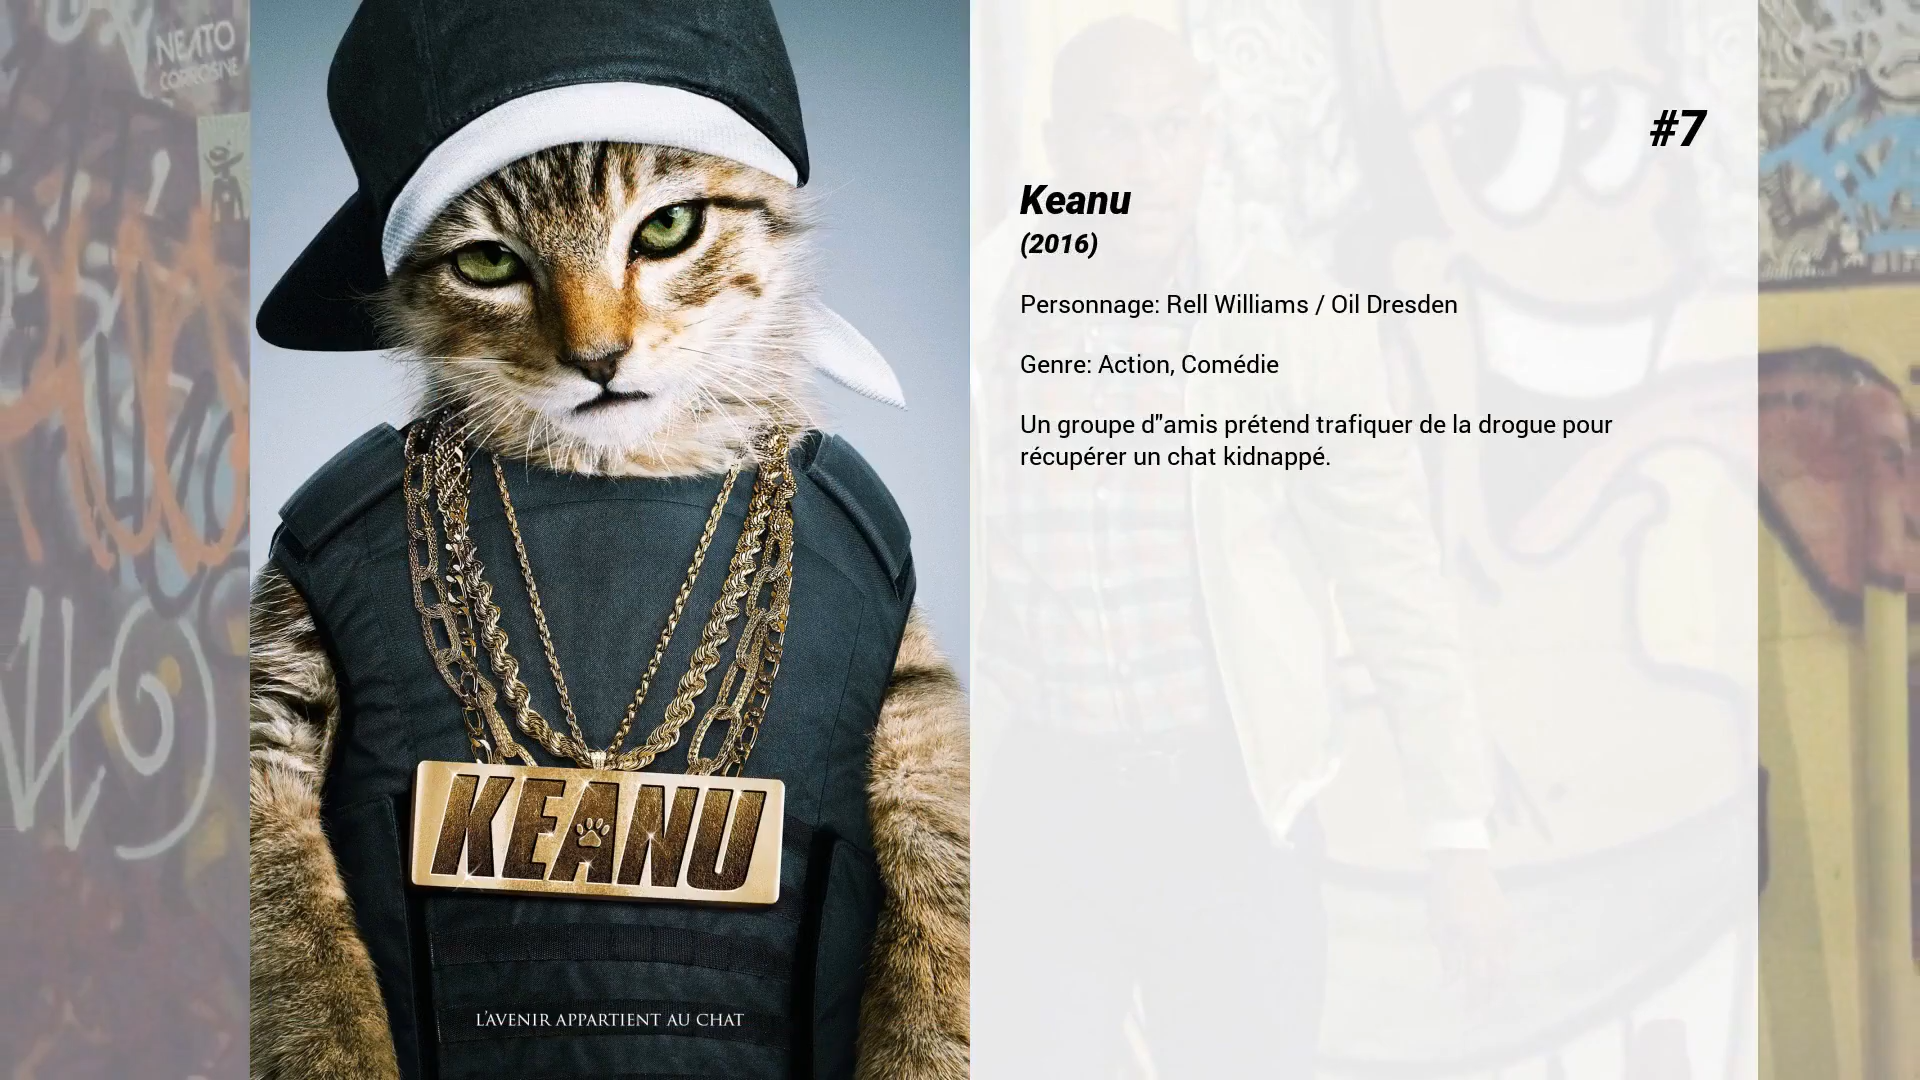 NEATO
CORROSIVE
#7
Keanu
(2016)
Personnage: Rell Williams / Oil Dresden
Genre: Action, Comédie
Un groupe d"amis prétend trafiquer de la drogue pour
récupérer un chat kidnappé.
KEANU
L'AVENIR APPARTIENT AU CHAT